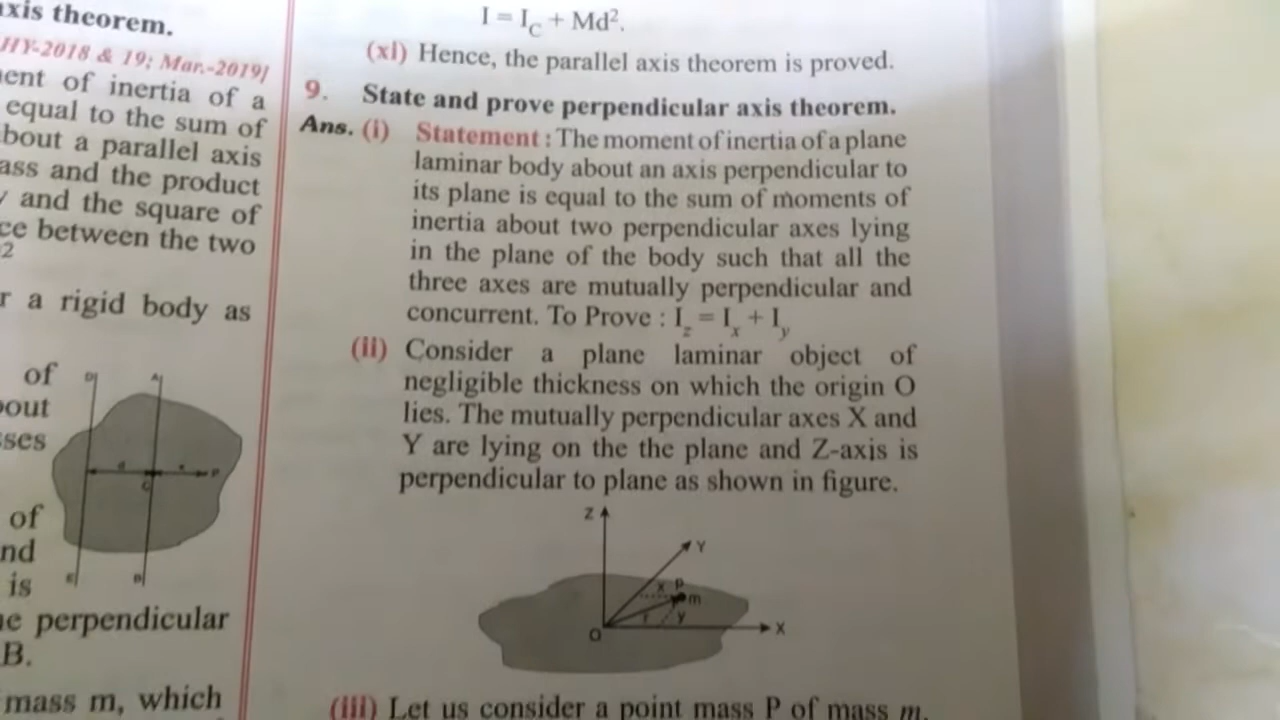 axis theorem.
HY-2018 & 19; Mar.-2019]
ment of inertia of a
equal to the sum of
about a parallel axis
mass and the product
and the square of
ce between the two
2
r a rigid body as
of
bout
sses
D
A
d
x
P
C
E
B
of
nd
is
he perpendicular
B.
mass m, which
I = I_C + Md².
(xi) Hence, the parallel axis theorem is proved.
9. State and prove perpendicular axis theorem.
Ans. (i) Statement : The moment of inertia of a plane
laminar body about an axis perpendicular to
its plane is equal to the sum of moments of
inertia about two perpendicular axes lying
in the plane of the body such that all the
three axes are mutually perpendicular and
concurrent. To Prove : I_z = I_x + I_y
(ii) Consider a plane laminar object of
negligible thickness on which the origin O
lies. The mutually perpendicular axes X and
Y are lying on the the plane and Z-axis is
perpendicular to plane as shown in figure.
Z
Y
x P
m
r y
O
X
(iii) Let us consider a point mass P of mass m,